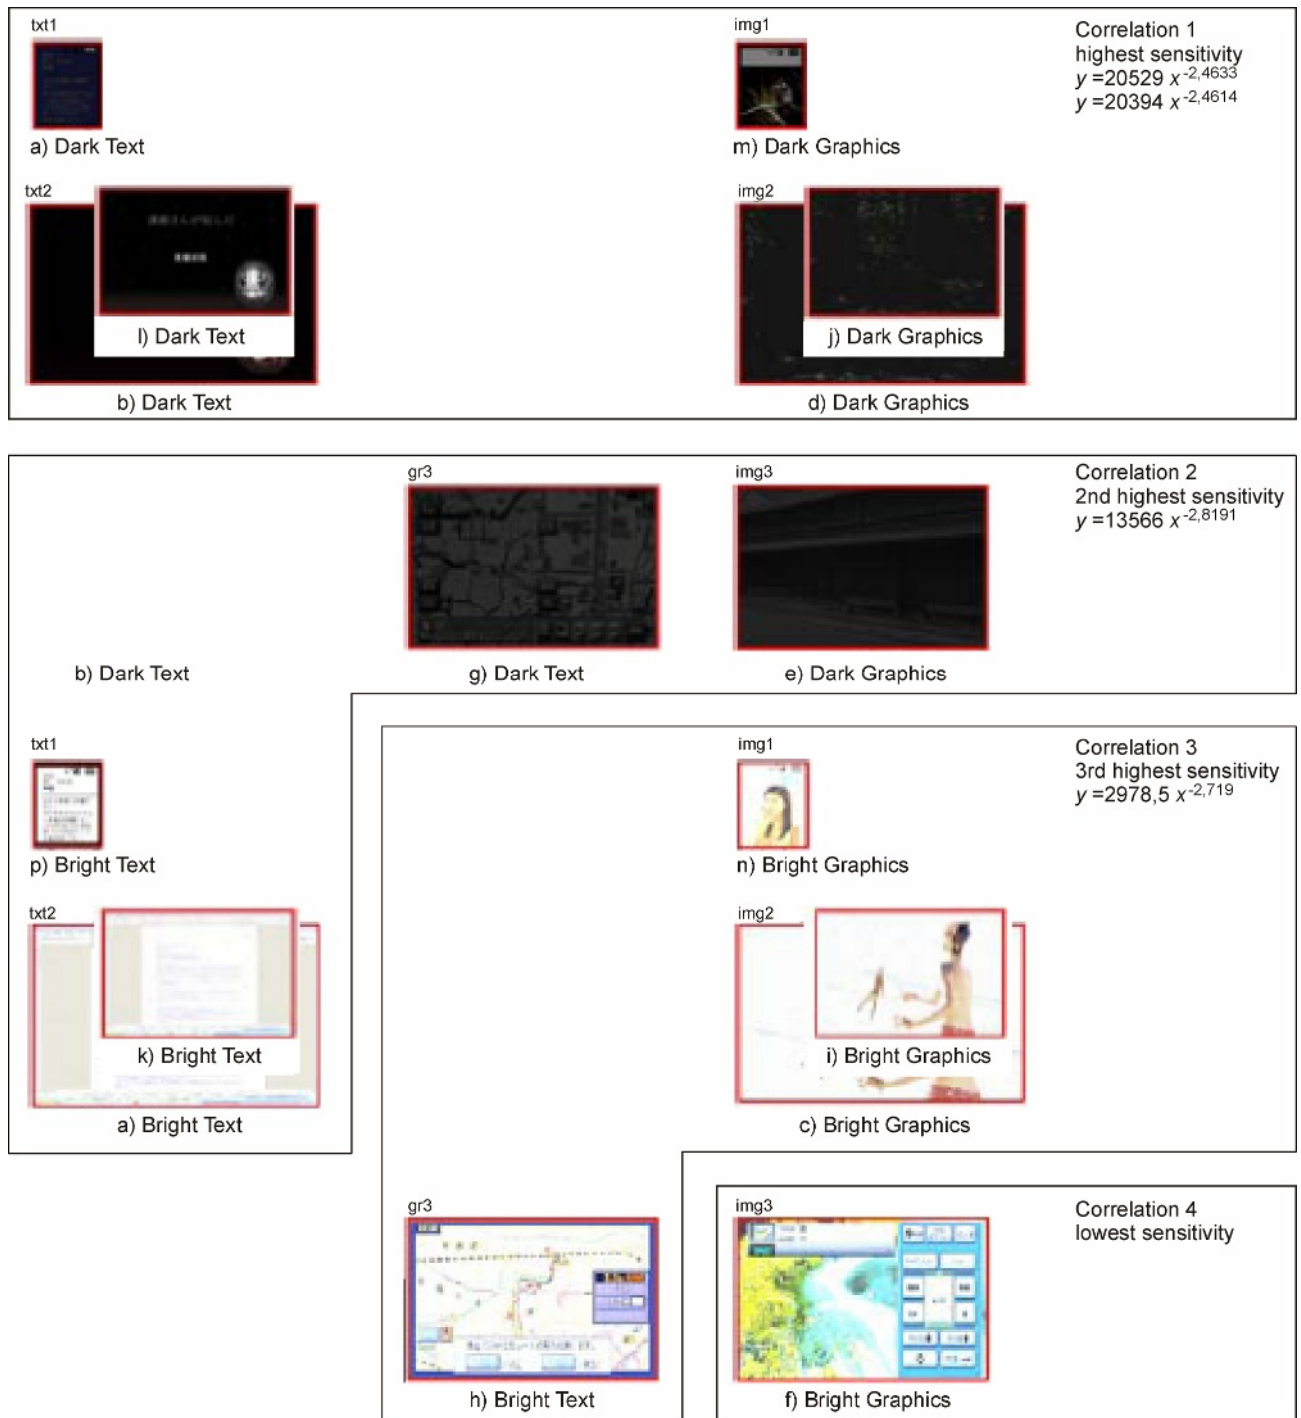 txt1
img1
Correlation 1
highest sensitivity
y =20529 x-2,4633
y =20394 x-2,4614
a) Dark Text
m) Dark Graphics
txt2
img2
l) Dark Text
j) Dark Graphics
b) Dark Text
d) Dark Graphics
gr3
img3
Correlation 2
2nd highest sensitivity
y =13566 x-2,8191
b) Dark Text
g) Dark Text
e) Dark Graphics
txt1
img1
Correlation 3
3rd highest sensitivity
y =2978,5 x-2,719
p) Bright Text
n) Bright Graphics
txt2
img2
k) Bright Text
i) Bright Graphics
a) Bright Text
c) Bright Graphics
gr3
img3
Correlation 4
lowest sensitivity
h) Bright Text
f) Bright Graphics